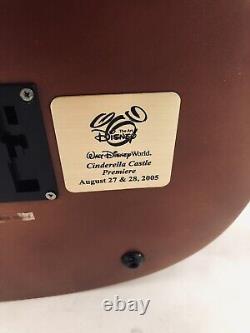 The Art of
Disney
Walt Disney World.
Cinderella Castle
Premiere
August 27 & 28, 2005